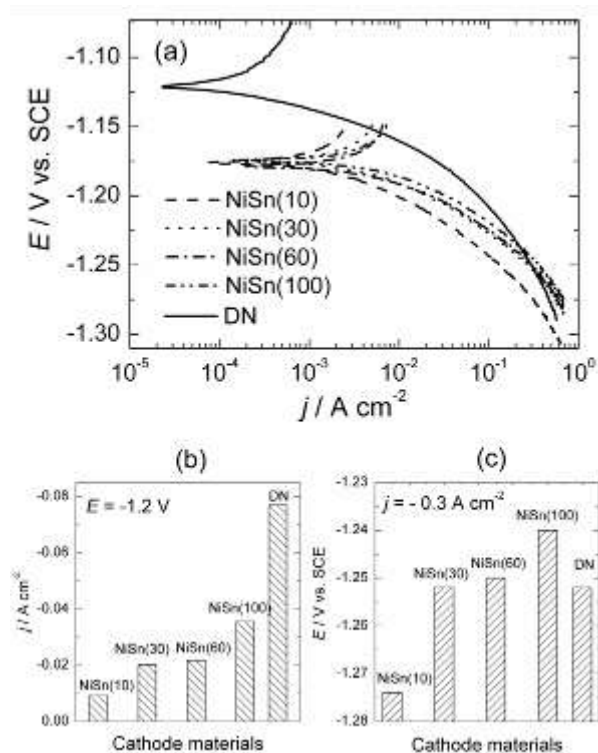 (a)
-1.10
-1.15
-1.20
-1.25
-1.30
E / V vs. SCE
NiSn(10)
NiSn(30)
NiSn(60)
NiSn(100)
DN
10⁻⁵ 10⁻⁴ 10⁻³ 10⁻² 10⁻¹ 10⁰
j / A cm⁻²
(b)
E = -1.2 V
-0.08
-0.06
-0.04
-0.02
0.00
j / A cm⁻²
NiSn(10)
NiSn(30)
NiSn(60)
NiSn(100)
DN
Cathode materials
(c)
j = - 0.3 A cm⁻²
-1.23
-1.24
-1.25
-1.26
-1.27
-1.28
E / V vs. SCE
NiSn(10)
NiSn(30)
NiSn(60)
NiSn(100)
DN
Cathode materials